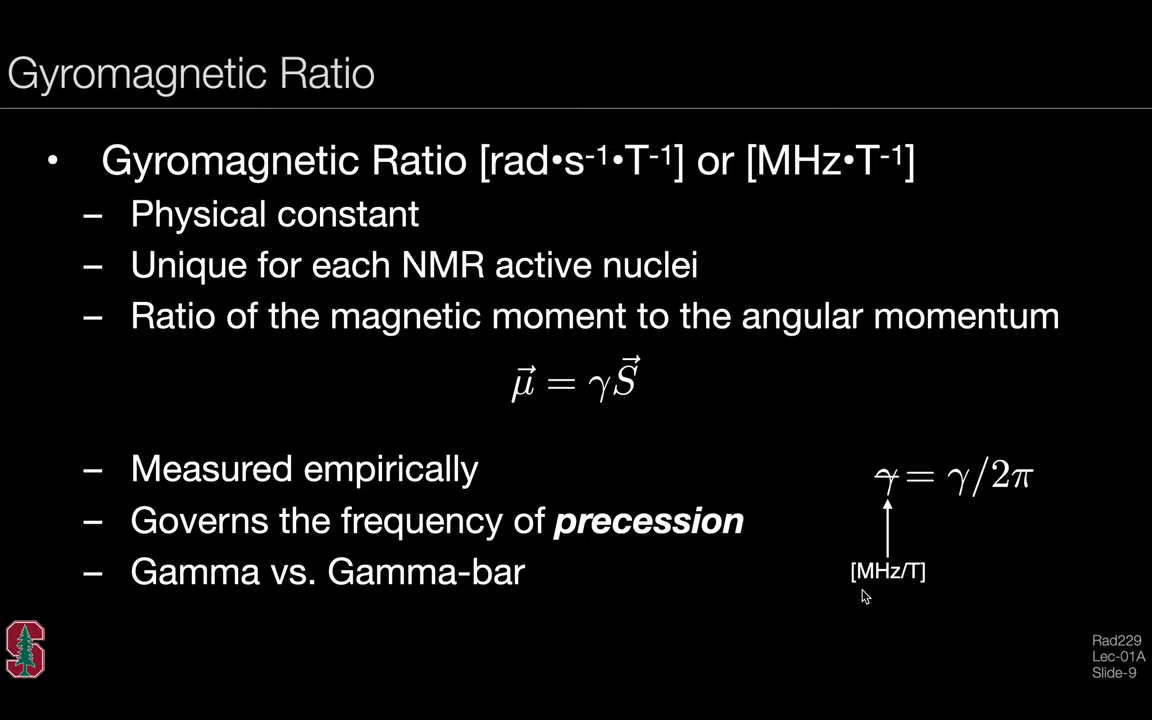 Gyromagnetic Ratio
• Gyromagnetic Ratio [rad•s⁻¹•T⁻¹] or [MHz•T⁻¹]
– Physical constant
– Unique for each NMR active nuclei
– Ratio of the magnetic moment to the angular momentum
μ⃗ = γS⃗
– Measured empirically
γ̵ = γ/2π
– Governs the frequency of precession
– Gamma vs. Gamma-bar
[MHz/T]
S
Rad229
Lec-01A
Slide-9